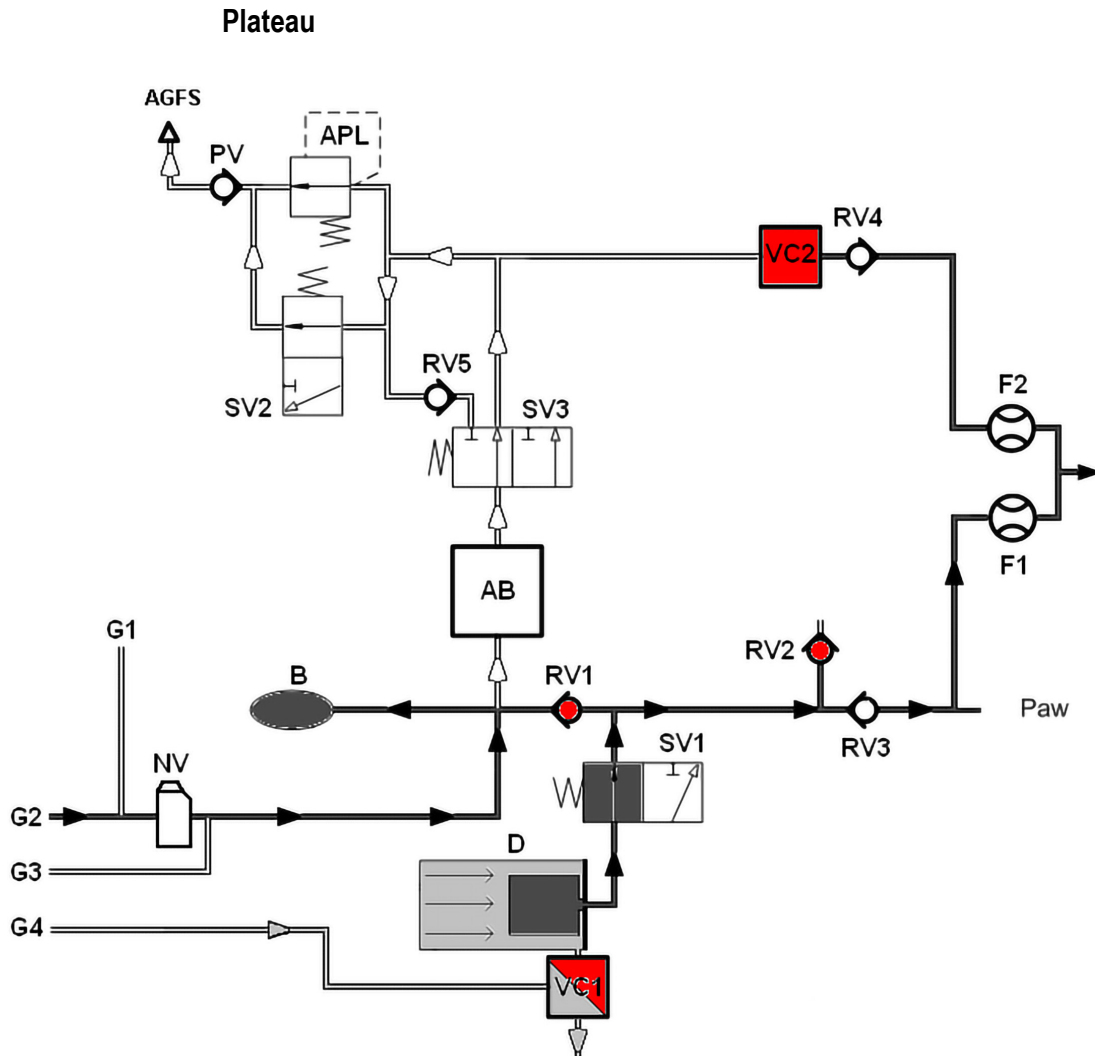 Plateau
AGFS
PV
APL
RV4
VC2
RV5
F2
SV2
SV3
AB
F1
G1
B
RV1
RV2
Paw
NV
SV1
RV3
G2
D
G3
G4
VC1